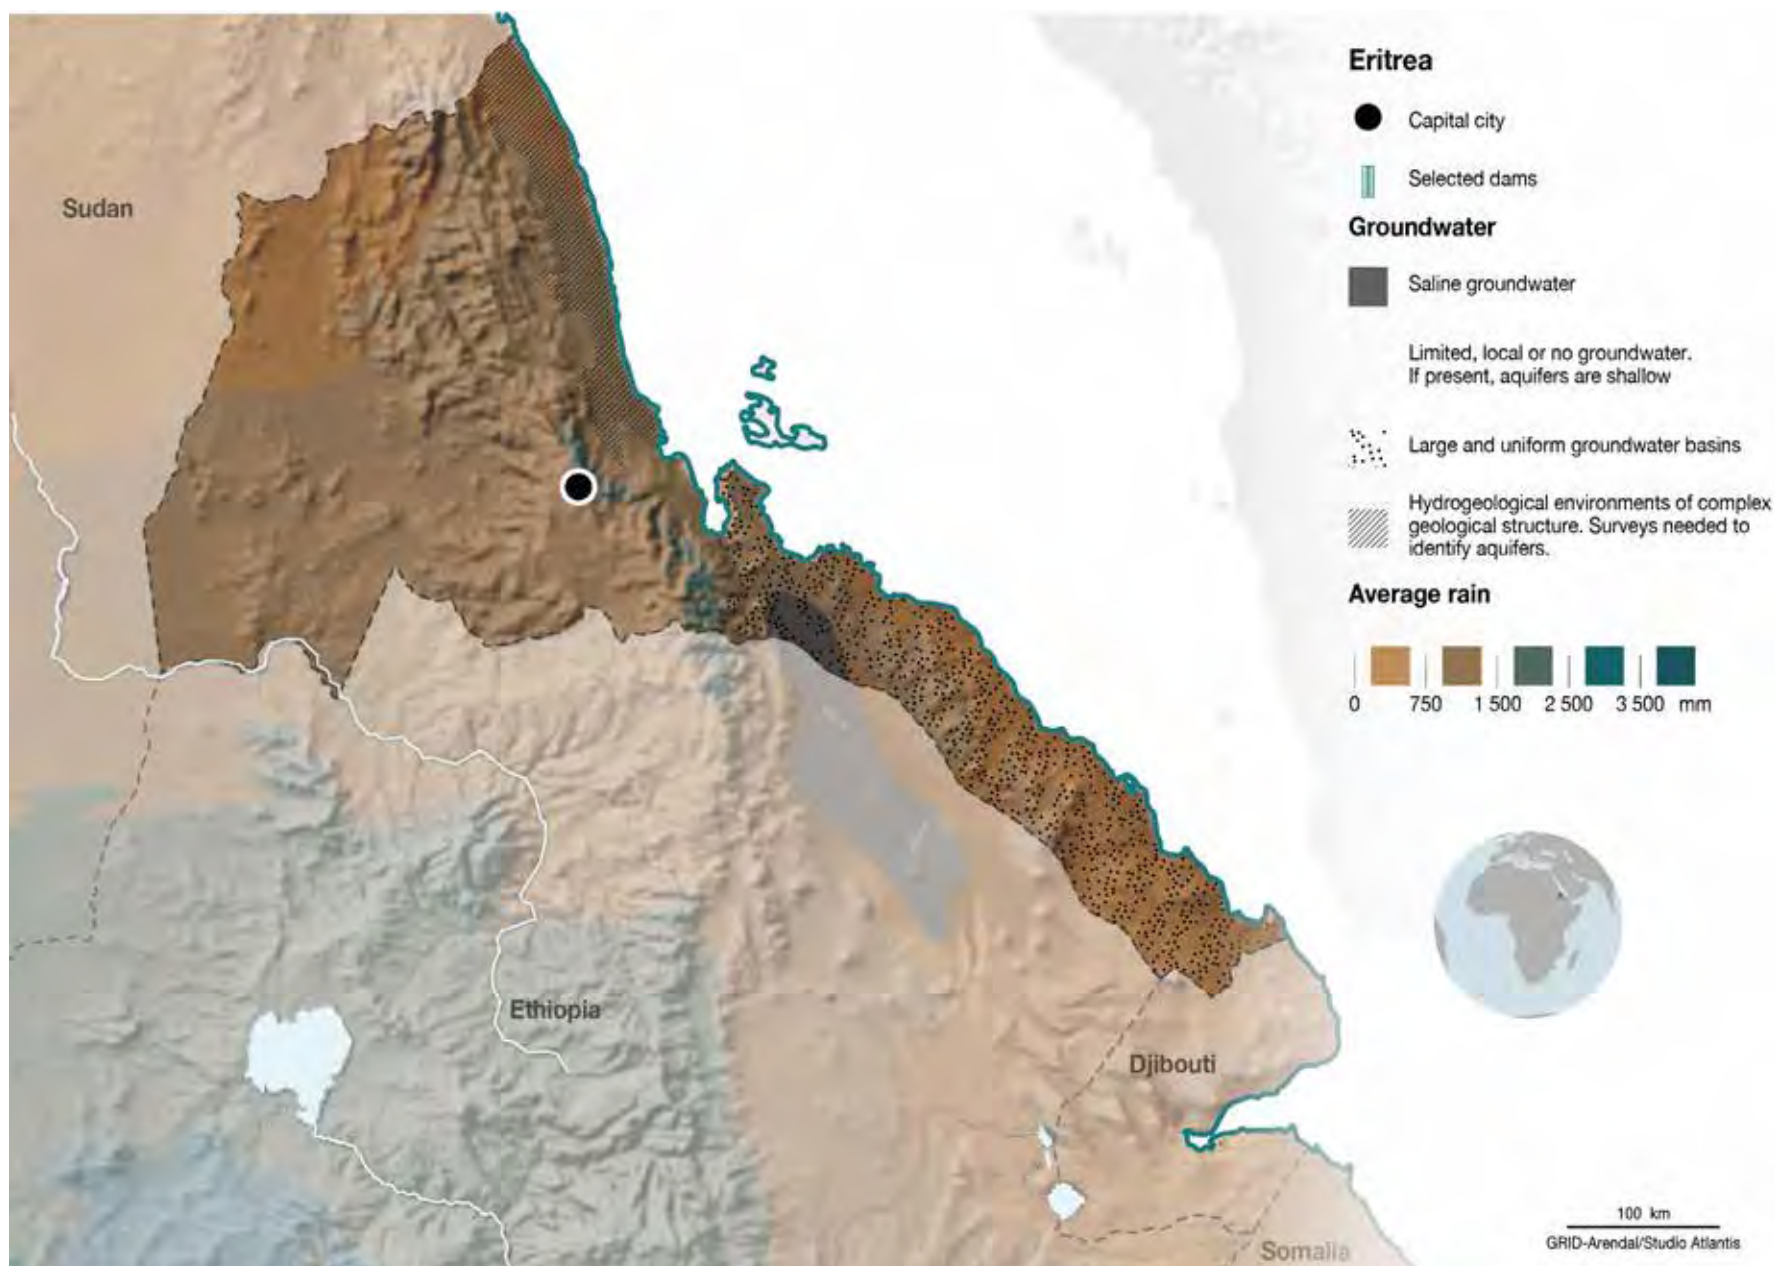 Eritrea
Capital city
Selected dams
Groundwater
Saline groundwater
Limited, local or no groundwater.
If present, aquifers are shallow
Large and uniform groundwater basins
Hydrogeological environments of complex
geological structure. Surveys needed to
identify aquifers.
Average rain
0 750 1 500 2 500 3 500 mm
Sudan
Ethiopia
Djibouti
Somalia
100 km
GRID-Arendal/Studio Atlantis